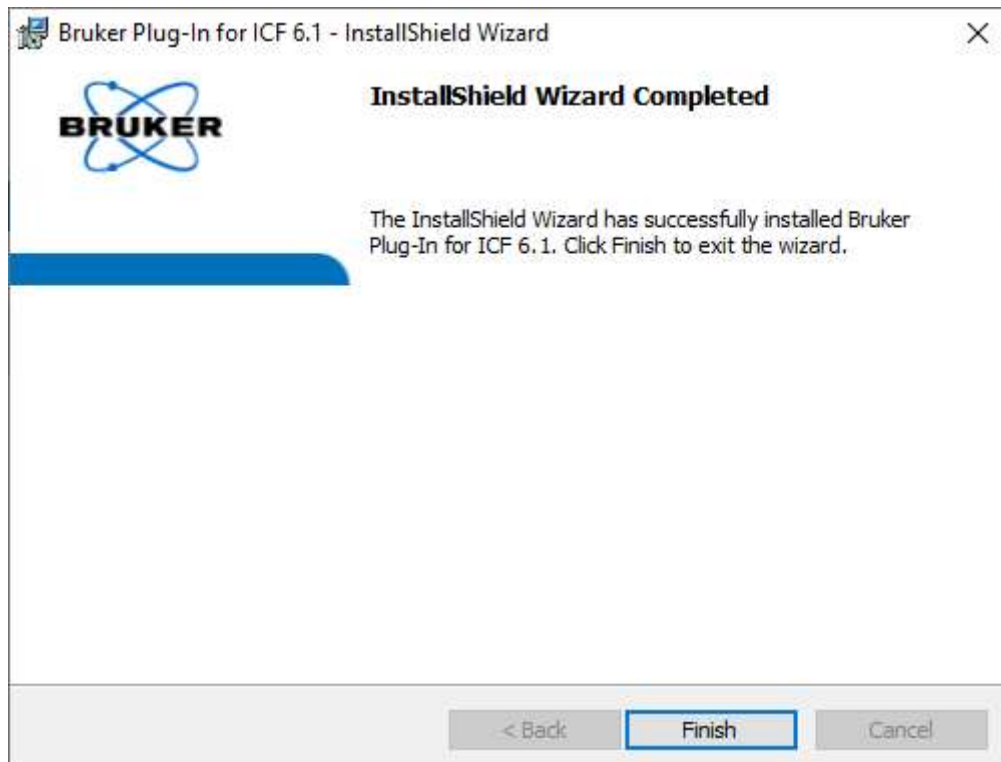 Bruker Plug-In for ICF 6.1 - InstallShield Wizard
BRUKER
InstallShield Wizard Completed
The InstallShield Wizard has successfully installed Bruker
Plug-In for ICF 6.1. Click Finish to exit the wizard.
< Back
Finish
Cancel